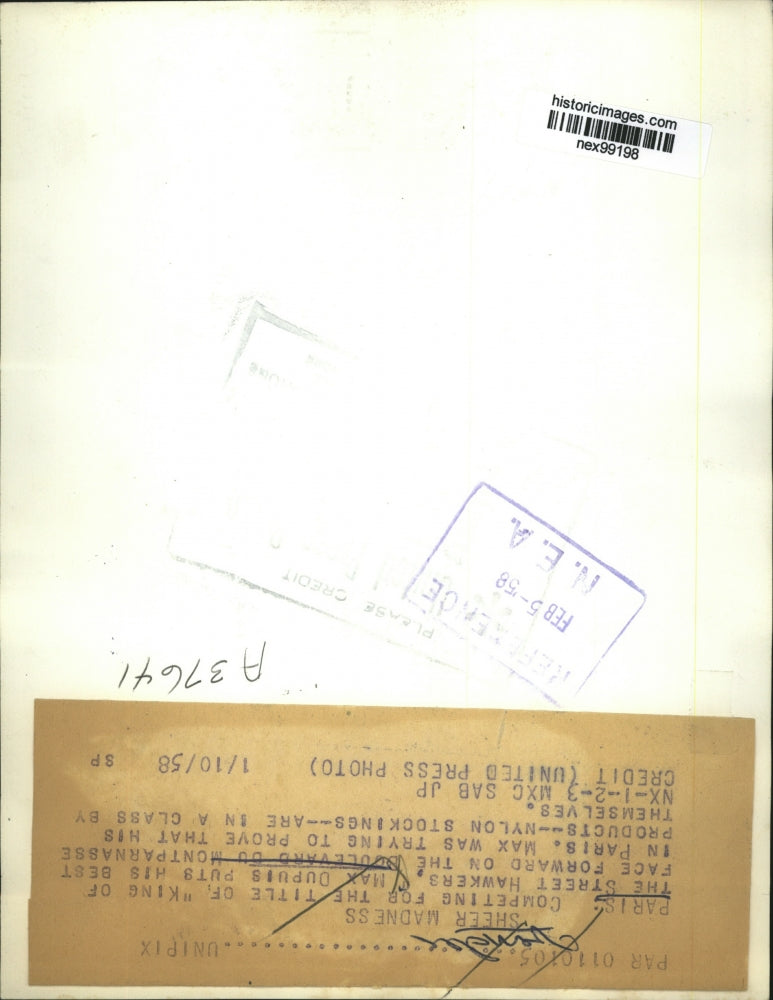 historicimages.com
nex99198
PLEASE CREDIT
REFERENCE
FEB 5-58
N. E. A.
A 37641
PAR 0110105.....................UNIPIX
SHEER MADNESS
PARIS: COMPETING FOR THE TITLE OF, "KING OF
THE STREET HAWKERS", MAX DUPUIS PUTS HIS BEST
FACE FORWARD ON THE BOULEVARD DU MONTPARNASSE
IN PARIS. MAX WAS TRYING TO PROVE THAT HIS
PRODUCTS--NYLON STOCKINGS--ARE IN A CLASS BY
THEMSELVES.
NX-1-2-3 MXC SAB JP
CREDIT (UNITED PRESS PHOTO) 1/10/58 SP